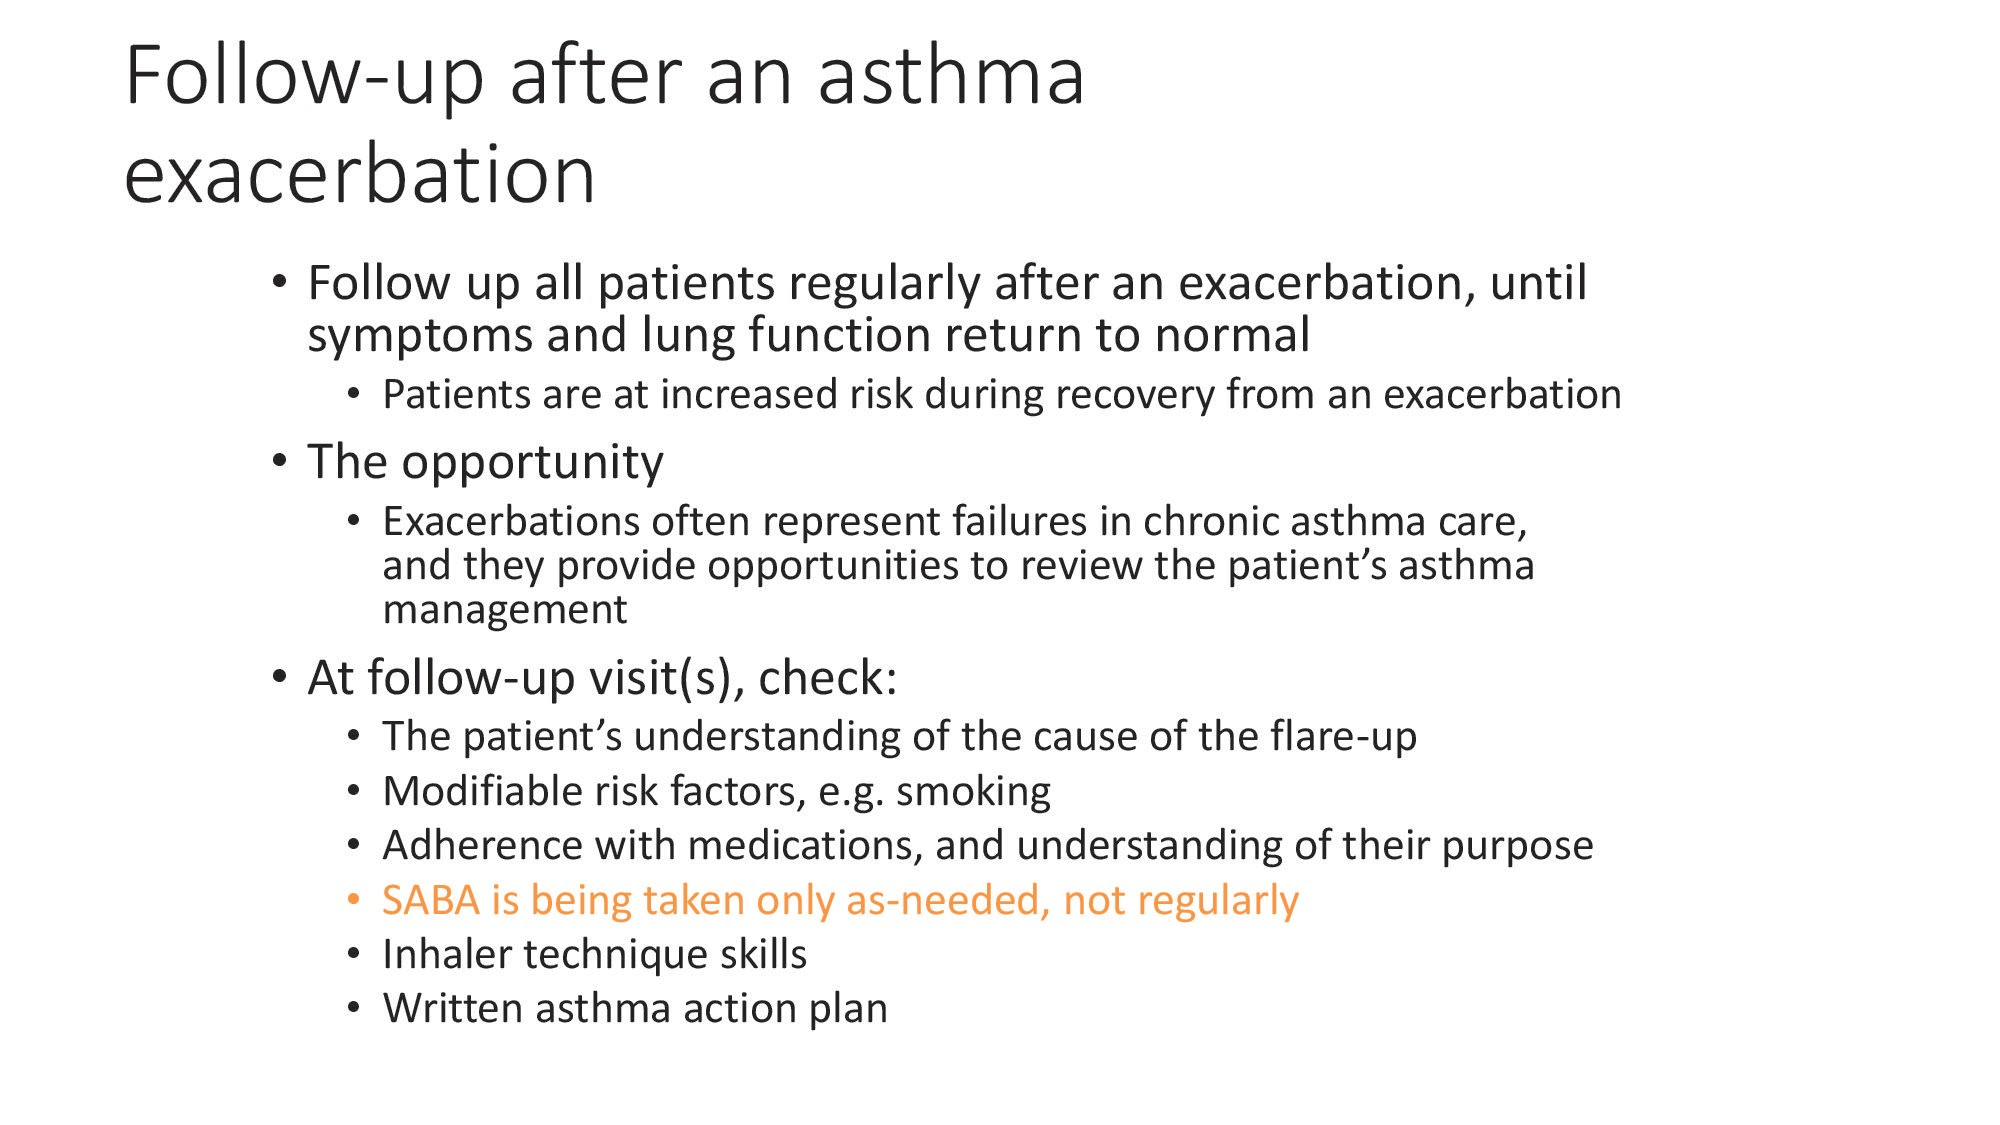 Follow-up after an asthma
exacerbation
• Follow up all patients regularly after an exacerbation, until
symptoms and lung function return to normal
• Patients are at increased risk during recovery from an exacerbation
• The opportunity
• Exacerbations often represent failures in chronic asthma care,
and they provide opportunities to review the patient’s asthma
management
• At follow-up visit(s), check:
• The patient’s understanding of the cause of the flare-up
• Modifiable risk factors, e.g. smoking
• Adherence with medications, and understanding of their purpose
• SABA is being taken only as-needed, not regularly
• Inhaler technique skills
• Written asthma action plan